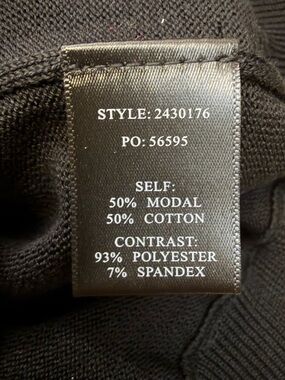 STYLE: 2430176
PO: 56595
SELF:
50% MODAL
50% COTTON
CONTRAST:
93% POLYESTER
7% SPANDEX